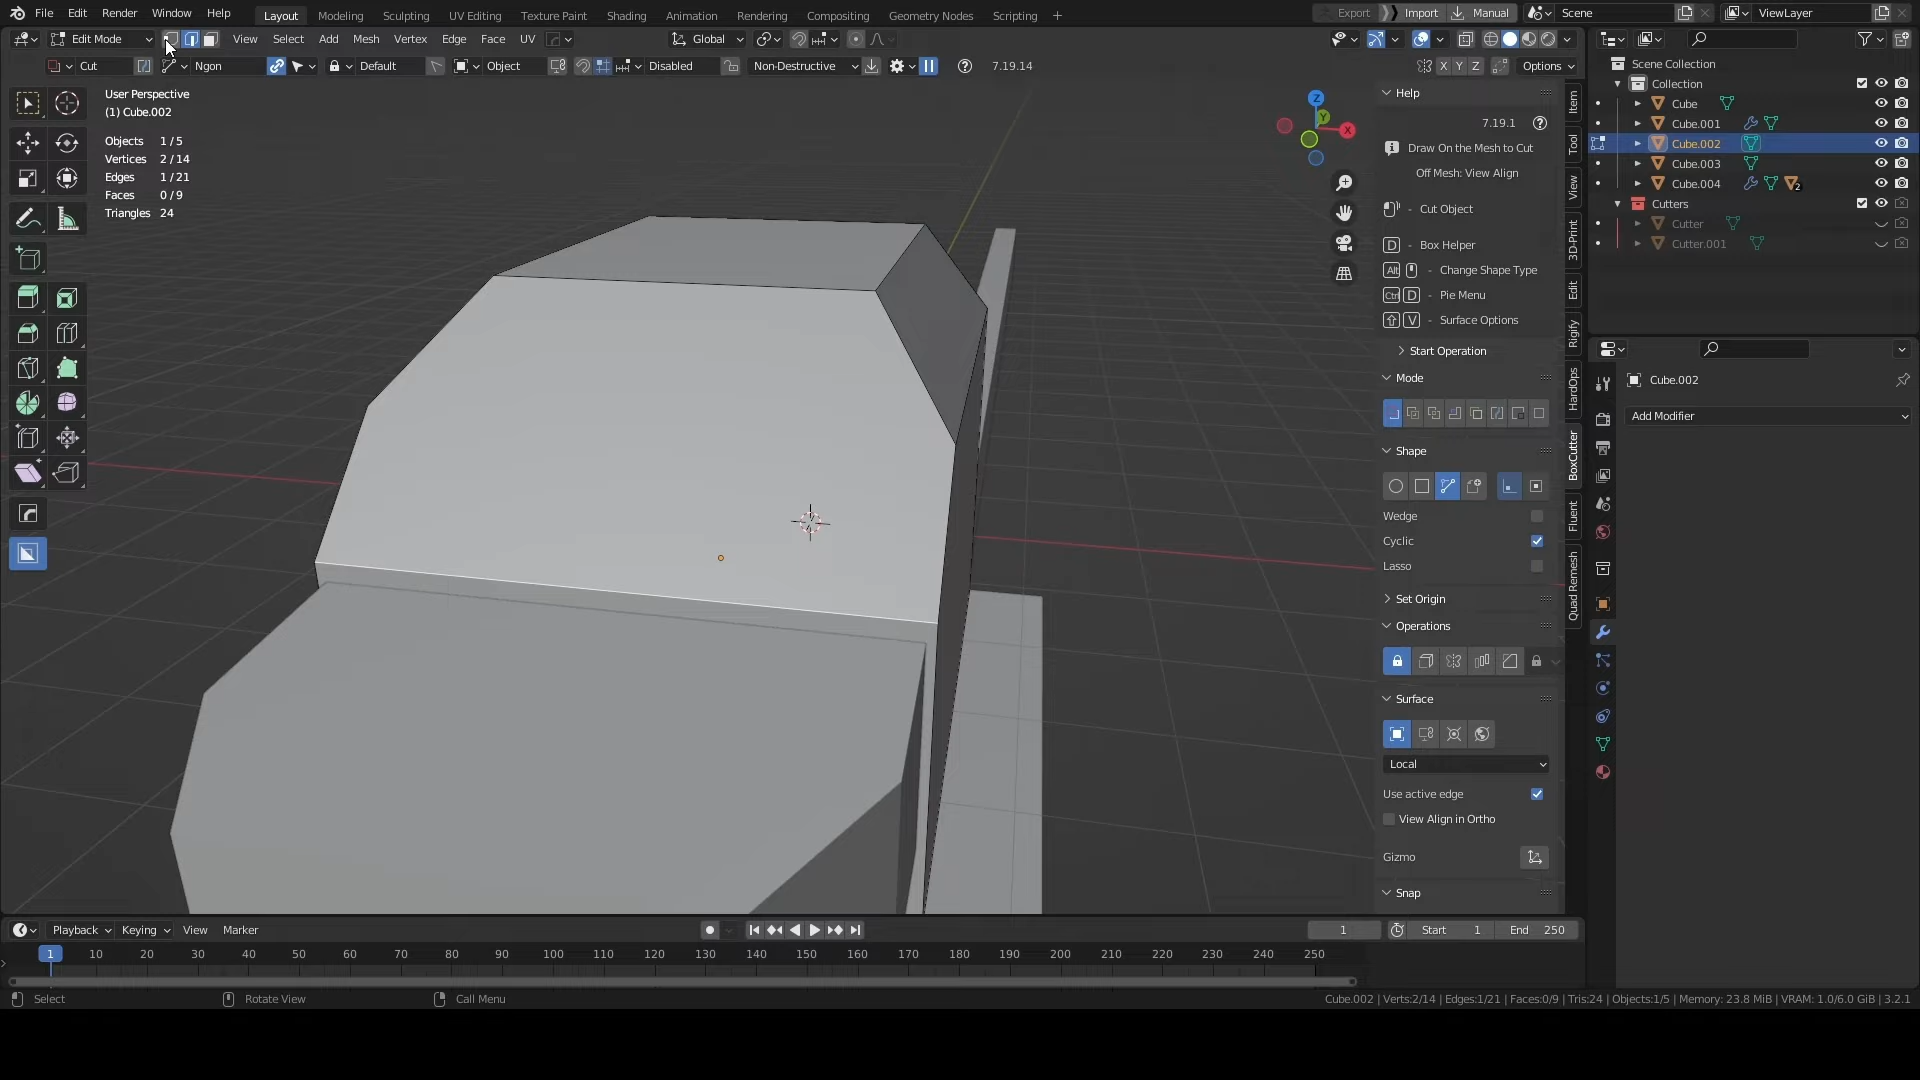 File Edit Render Window Help Layout Modeling Sculpting UV Editing Texture Paint Shading Animation Rendering Compositing Geometry Nodes Scripting + Export Import Manual Scene ViewLayer
Edit Mode View Select Add Mesh Vertex Edge Face UV Global
Cut Ngon Default Object Disabled Non-Destructive 7.19.14 X Y Z Options
User Perspective
(1) Cube.002
Objects 1/5
Vertices 2/14
Edges 1/21
Faces 0/9
Triangles 24
Z
Y
X
Help
7.19.1
Draw On the Mesh to Cut
Off Mesh: View Align
- Cut Object
D - Box Helper
Alt - Change Shape Type
Ctrl D - Pie Menu
V - Surface Options
Start Operation
Mode
Shape
Wedge
Cyclic
Lasso
Set Origin
Operations
Surface
Local
Use active edge
View Align in Ortho
Gizmo
Snap
Item
Tool
View
3D-Print
Edit
Rigify
HardOps
BoxCutter
Fluent
Quad Remesh
Scene Collection
Collection
Cube
Cube.001
Cube.002
Cube.003
Cube.004 2
Cutters
Cutter
Cutter.001
Cube.002
Add Modifier
Playback Keying View Marker 1 Start 1 End 250
1 10 20 30 40 50 60 70 80 90 100 110 120 130 140 150 160 170 180 190 200 210 220 230 240 250
Select Rotate View Call Menu Cube.002 | Verts:2/14 | Edges:1/21 | Faces:0/9 | Tris:24 | Objects:1/5 | Memory: 23.8 MiB | VRAM: 1.0/6.0 GiB | 3.2.1